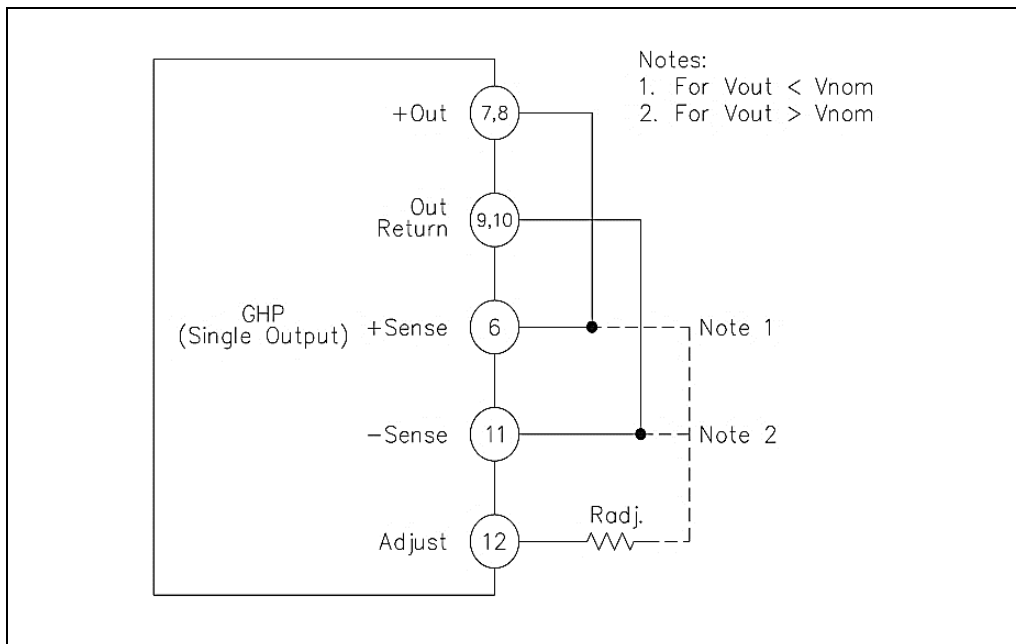 Notes:
1. For Vout < Vnom
2. For Vout > Vnom
+Out
7,8
Out
Return
9,10
GHP
(Single Output)
+Sense
6
Note 1
-Sense
11
Note 2
Radj.
Adjust
12